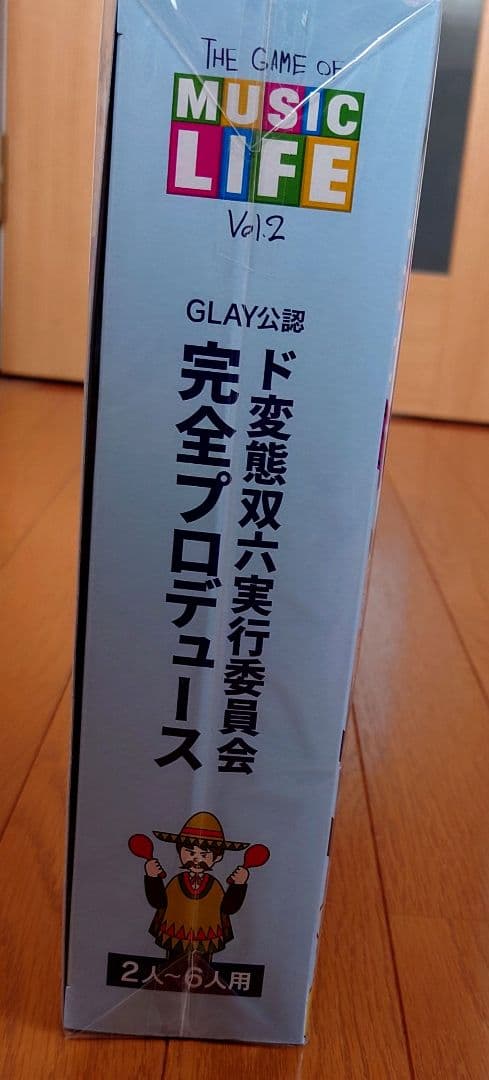 THE GAME OF
MUSIC
LIFE
Vol.2
GLAY公認
ド変態双六実行委員会
完全プロデュース
2人～6人用